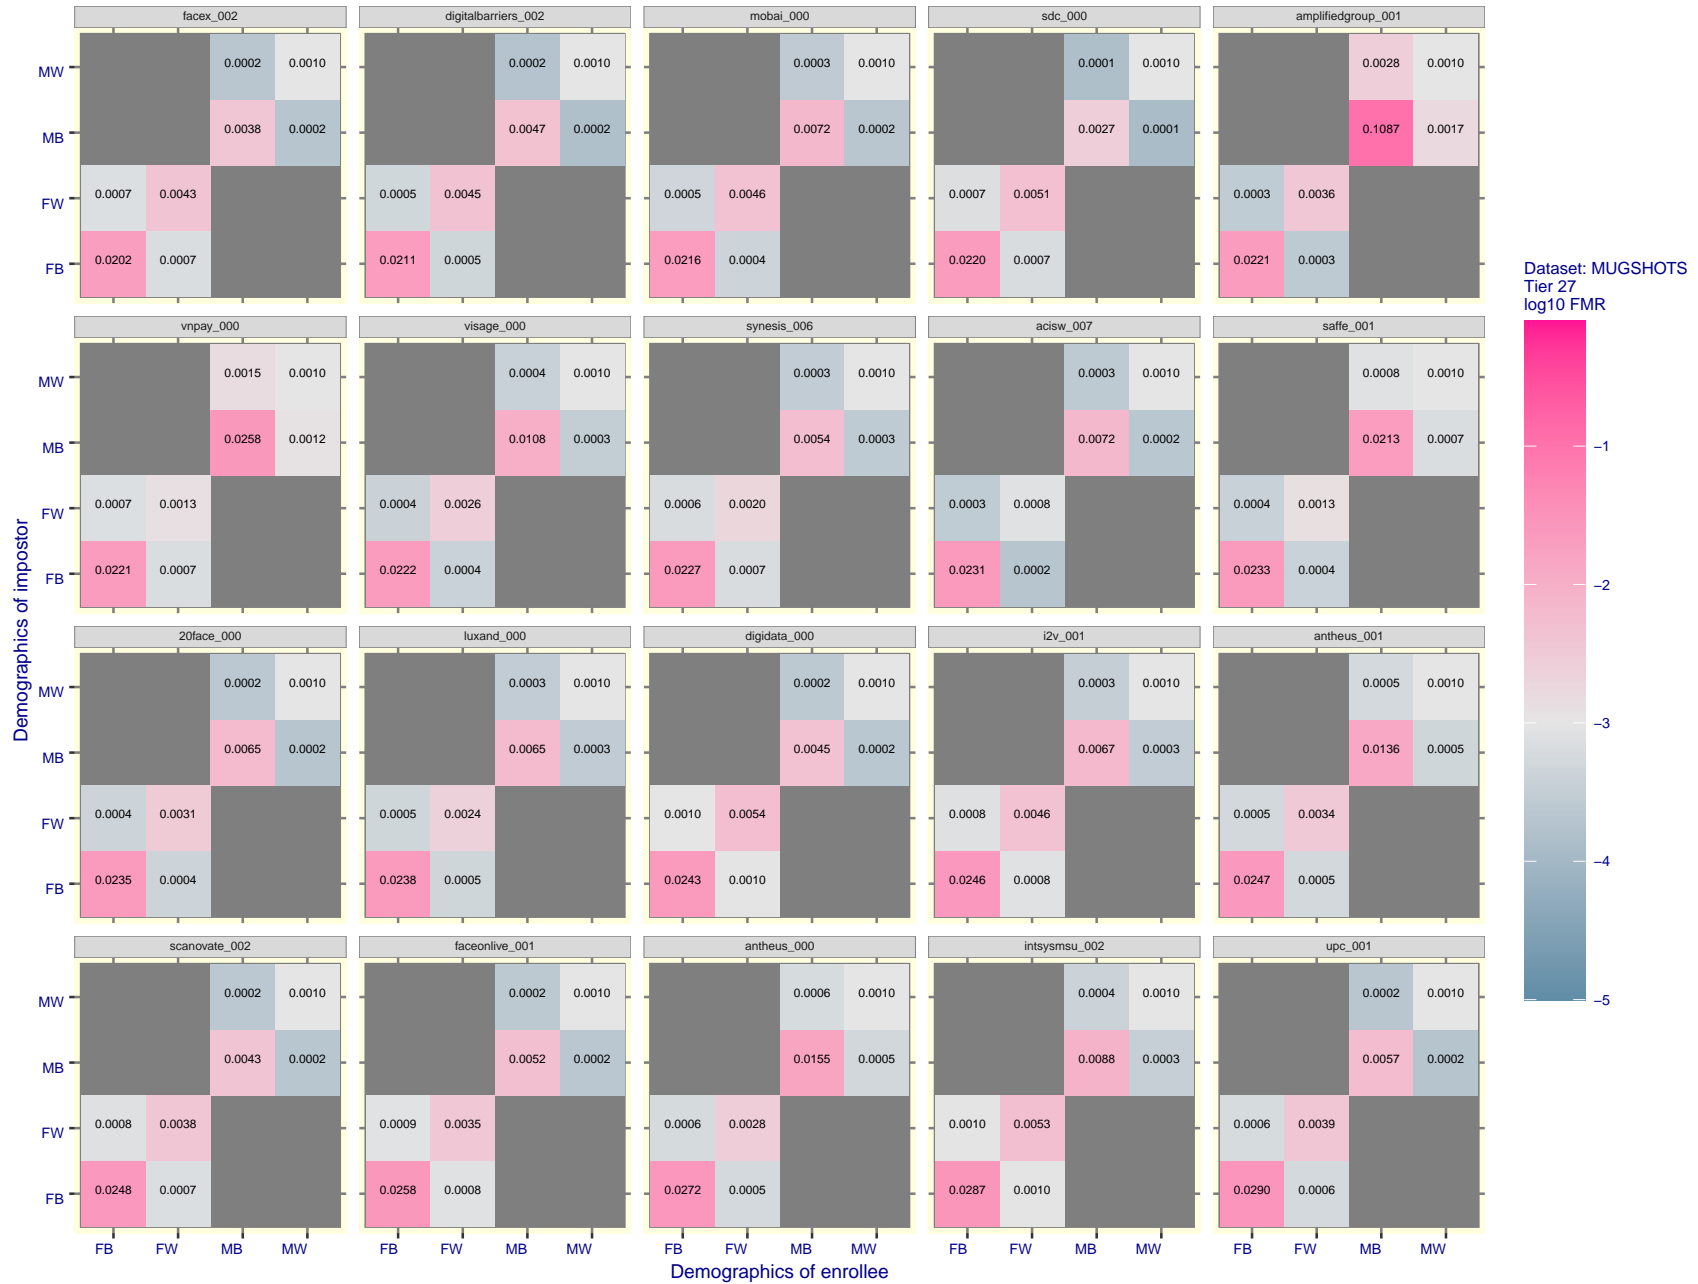 facex_002 digitalbarriers_002 mobai_000 sdc_000 amplifiedgroup_001
MW 0.0002 0.0010 0.0002 0.0010 0.0003 0.0010 0.0001 0.0010 0.0028 0.0010
MB 0.0038 0.0002 0.0047 0.0002 0.0072 0.0002 0.0027 0.0001 0.1087 0.0017
FW 0.0007 0.0043 0.0005 0.0045 0.0005 0.0046 0.0007 0.0051 0.0003 0.0036
FB 0.0202 0.0007 0.0211 0.0005 0.0216 0.0004 0.0220 0.0007 0.0221 0.0003
vnpay_000 visage_000 synesis_006 acisw_007 saffe_001
MW 0.0015 0.0010 0.0004 0.0010 0.0003 0.0010 0.0003 0.0010 0.0008 0.0010
MB 0.0258 0.0012 0.0108 0.0003 0.0054 0.0003 0.0072 0.0002 0.0213 0.0007
FW 0.0007 0.0013 0.0004 0.0026 0.0006 0.0020 0.0003 0.0008 0.0004 0.0013
FB 0.0221 0.0007 0.0222 0.0004 0.0227 0.0007 0.0231 0.0002 0.0233 0.0004
20face_000 luxand_000 digidata_000 i2v_001 antheus_001
MW 0.0002 0.0010 0.0003 0.0010 0.0002 0.0010 0.0003 0.0010 0.0005 0.0010
MB 0.0065 0.0002 0.0065 0.0003 0.0045 0.0002 0.0067 0.0003 0.0136 0.0005
FW 0.0004 0.0031 0.0005 0.0024 0.0010 0.0054 0.0008 0.0046 0.0005 0.0034
FB 0.0235 0.0004 0.0238 0.0005 0.0243 0.0010 0.0246 0.0008 0.0247 0.0005
scanovate_002 faceonlive_001 antheus_000 intsysmsu_002 upc_001
MW 0.0002 0.0010 0.0002 0.0010 0.0006 0.0010 0.0004 0.0010 0.0002 0.0010
MB 0.0043 0.0002 0.0052 0.0002 0.0155 0.0005 0.0088 0.0003 0.0057 0.0002
FW 0.0008 0.0038 0.0009 0.0035 0.0006 0.0028 0.0010 0.0053 0.0006 0.0039
FB 0.0248 0.0007 0.0258 0.0008 0.0272 0.0005 0.0287 0.0010 0.0290 0.0006
FB FW MB MW FB FW MB MW FB FW MB MW FB FW MB MW FB FW MB MW
Demographics of enrollee
Demographics of impostor
Dataset: MUGSHOTS
Tier 27
log10 FMR
−1
−2
−3
−4
−5